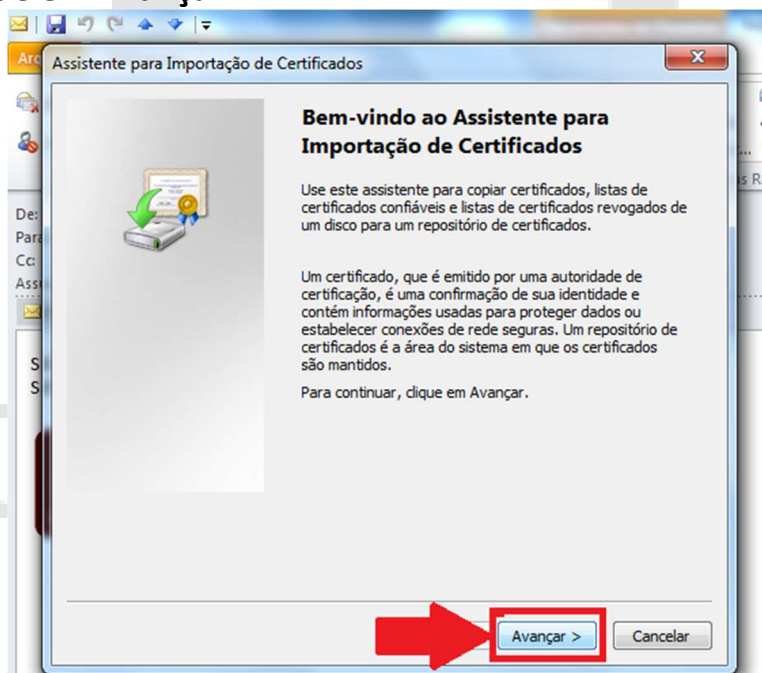 Arq
Assistente para Importação de Certificados
Bem-vindo ao Assistente para
Importação de Certificados
Use este assistente para copiar certificados, listas de
certificados confiáveis e listas de certificados revogados de
um disco para um repositório de certificados.
Um certificado, que é emitido por uma autoridade de
certificação, é uma confirmação de sua identidade e
contém informações usadas para proteger dados ou
estabelecer conexões de rede seguras. Um repositório de
certificados é a área do sistema em que os certificados
são mantidos.
Para continuar, clique em Avançar.
De:
Para
Cc:
Assu
S
S
Avançar >
Cancelar